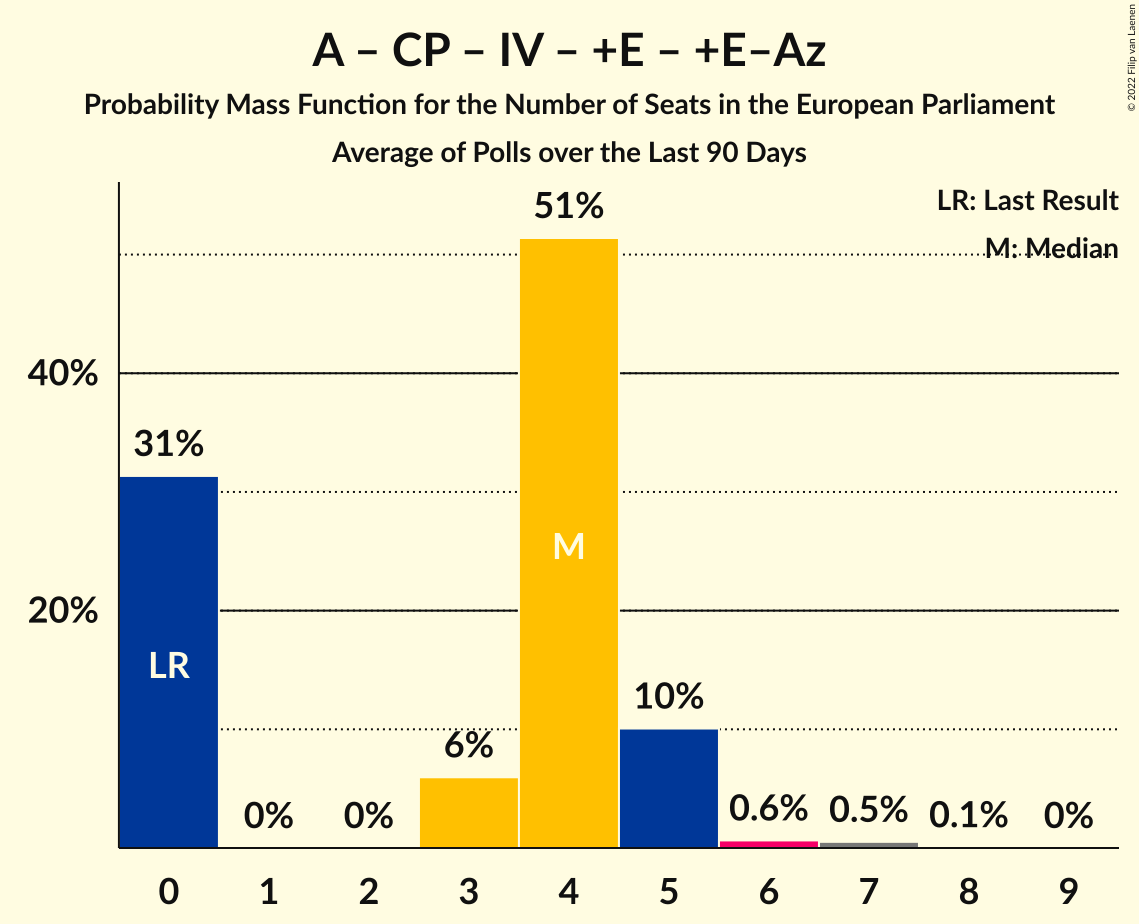 A – CP – IV – +E – +E–Az
Probability Mass Function for the Number of Seats in the European Parliament
Average of Polls over the Last 90 Days
© 2022 Filip van Laenen
LR: Last Result
M: Median
51%
40%
31%
M
20%
LR
10%
6%
0%
0%
0.6%
0.5%
0.1%
0%
0 1 2 3 4 5 6 7 8 9